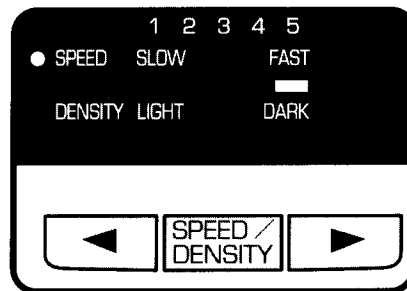 1 2 3 4 5
SPEED SLOW FAST
DENSITY LIGHT DARK
SPEED /
DENSITY